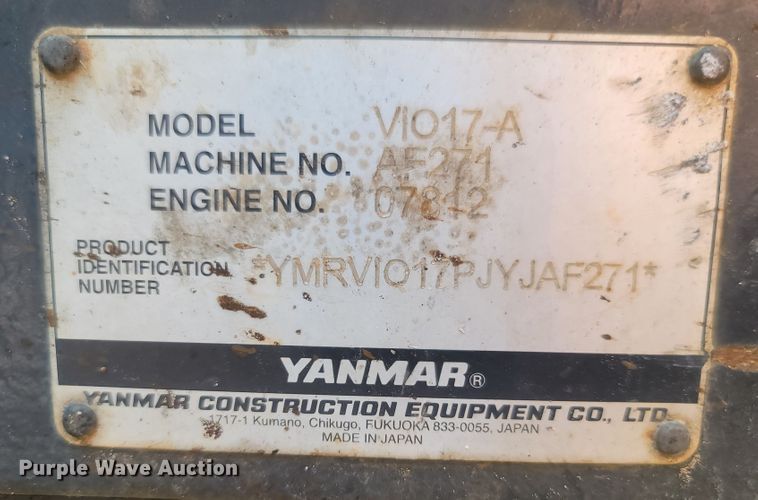 MODEL VIO17-A
MACHINE NO. AF271
ENGINE NO.
PRODUCT
IDENTIFICATION
NUMBER *YMRVIO17PJYJAF271*
YANMAR®
YANMAR CONSTRUCTION EQUIPMENT CO., LTD.
1717-1 Kumano, Chikugo, FUKUOKA 833-0055, JAPAN
MADE IN JAPAN
Purple Wave Auction